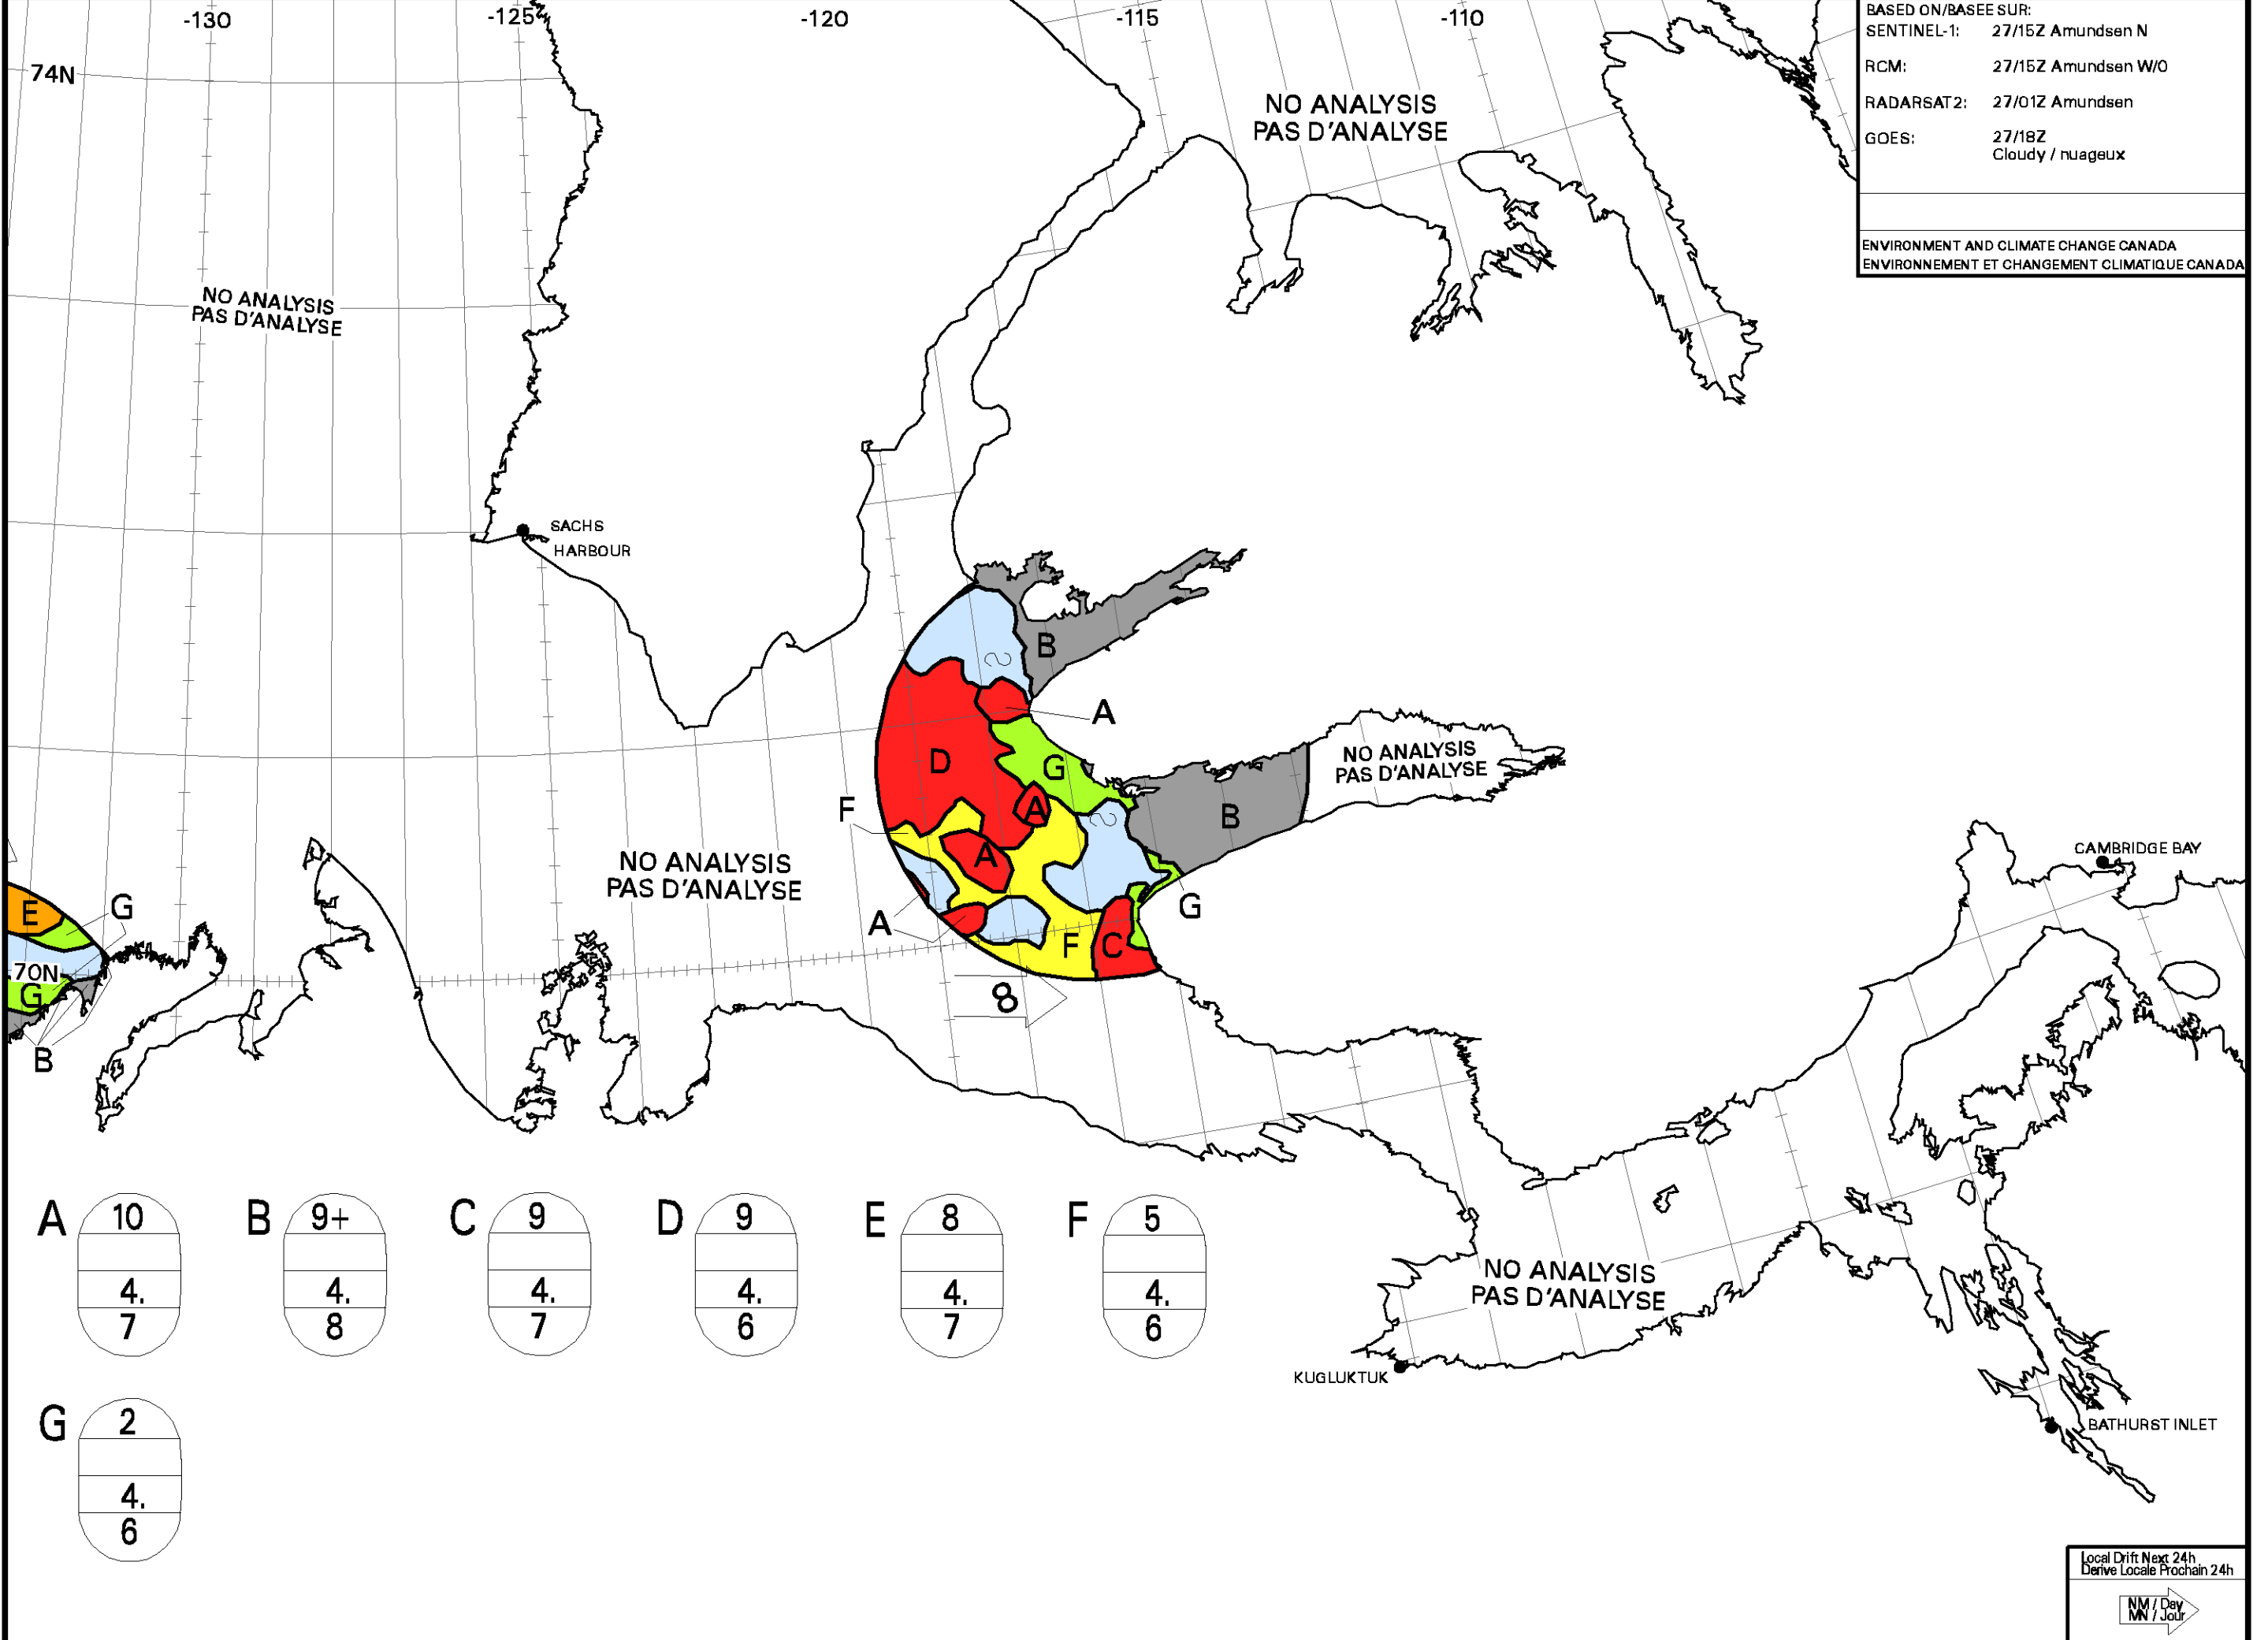 -130
-125
-120
-115
-110
BASED ON/BASEE SUR:
SENTINEL-1: 27/15Z Amundsen N
RCM: 27/15Z Amundsen W/O
RADARSAT2: 27/01Z Amundsen
GOES: 27/18Z
Cloudy / nuageux
ENVIRONMENT AND CLIMATE CHANGE CANADA
ENVIRONNEMENT ET CHANGEMENT CLIMATIQUE CANADA
74N
NO ANALYSIS
PAS D'ANALYSE
NO ANALYSIS
PAS D'ANALYSE
SACHS
HARBOUR
B
A
D
G
NO ANALYSIS
PAS D'ANALYSE
F
A
B
A
NO ANALYSIS
PAS D'ANALYSE
CAMBRIDGE BAY
E
G
A
G
F
C
70N
G
8
B
A 10 4. 7
B 9+ 4. 8
C 9 4. 7
D 9 4. 6
E 8 4. 7
F 5 4. 6
NO ANALYSIS
PAS D'ANALYSE
KUGLUKTUK
G 2 4. 6
BATHURST INLET
Local Drift Next 24h
Derive Locale Prochain 24h
NM / Day
MN / Jour